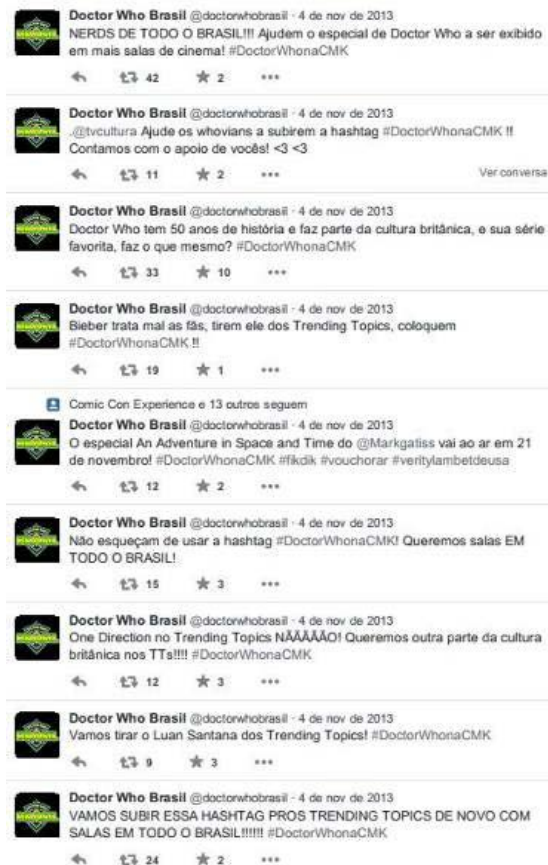 Doctor Who Brasil @doctorwhobrasil · 4 de nov de 2013
NERDS DE TODO O BRASIL!!! Ajudem o especial de Doctor Who a ser exibido
em mais salas de cinema! #DoctorWhonaCMK
42 2
Doctor Who Brasil @doctorwhobrasil · 4 de nov de 2013
.@tvcultura Ajude os whovians a subirem a hashtag #DoctorWhonaCMK !!
Contamos com o apoio de vocês! <3 <3
11 2 Ver conversa
Doctor Who Brasil @doctorwhobrasil · 4 de nov de 2013
Doctor Who tem 50 anos de história e faz parte da cultura britânica, e sua série
favorita, faz o que mesmo? #DoctorWhonaCMK
33 10
Doctor Who Brasil @doctorwhobrasil · 4 de nov de 2013
Bieber trata mal as fãs, tirem ele dos Trending Topics, coloquem
#DoctorWhonaCMK !!
19 1
Comic Con Experience e 13 outros seguem
Doctor Who Brasil @doctorwhobrasil · 4 de nov de 2013
O especial An Adventure in Space and Time do @Markgatiss vai ao ar em 21
de novembro! #DoctorWhonaCMK #fikdik #vouchorar #veritylambetdeusa
12 2
Doctor Who Brasil @doctorwhobrasil · 4 de nov de 2013
Não esqueçam de usar a hashtag #DoctorWhonaCMK! Queremos salas EM
TODO O BRASIL!
15 3
Doctor Who Brasil @doctorwhobrasil · 4 de nov de 2013
One Direction no Trending Topics NÃÃÃÃÃO! Queremos outra parte da cultura
britânica nos TTs!!!! #DoctorWhonaCMK
12 3
Doctor Who Brasil @doctorwhobrasil · 4 de nov de 2013
Vamos tirar o Luan Santana dos Trending Topics! #DoctorWhonaCMK
9 3
Doctor Who Brasil @doctorwhobrasil · 4 de nov de 2013
VAMOS SUBIR ESSA HASHTAG PROS TRENDING TOPICS DE NOVO COM
SALAS EM TODO O BRASIL!!!!!! #DoctorWhonaCMK
24 2